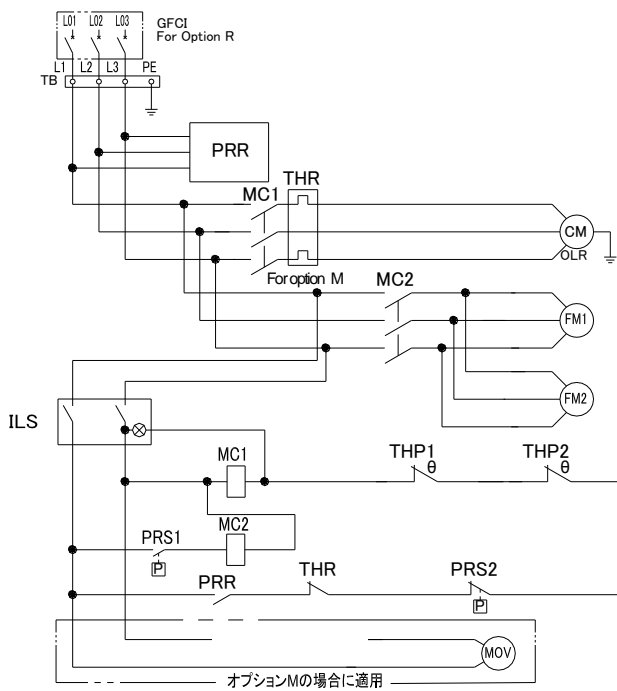 L01 L02 L03 GFCI
For Option R
L1 L2 L3 PE
TB
PRR
THR
MC1
CM
OLR
For option M
MC2
FM1
FM2
ILS
MC1
THP1
θ
THP2
θ
MC2
PRS1
P
PRR
THR
PRS2
P
MOV
オプションMの場合に適用